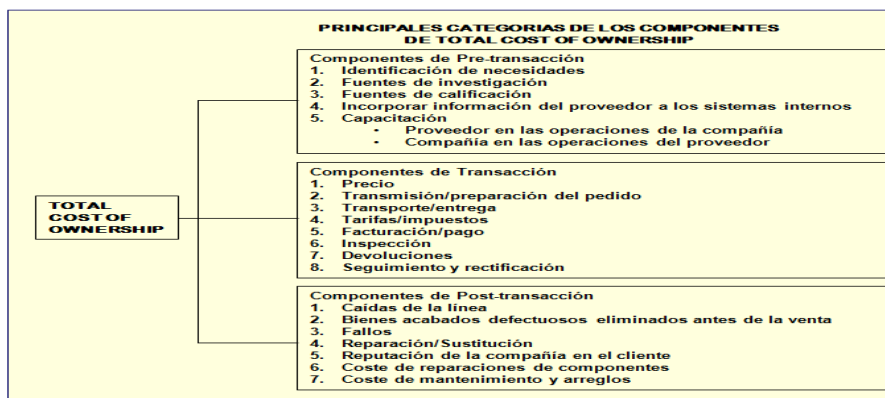 PRINCIPALES CATEGORIAS DE LOS COMPONENTES
DE TOTAL COST OF OWNERSHIP
Componentes de Pre-transacción
1. Identificación de necesidades
2. Fuentes de investigación
3. Fuentes de calificación
4. Incorporar información del proveedor a los sistemas internos
5. Capacitación
• Proveedor en las operaciones de la compañía
• Compañía en las operaciones del proveedor
TOTAL
COST OF
OWNERSHIP
Componentes de Transacción
1. Precio
2. Transmisión/preparación del pedido
3. Transporte/entrega
4. Tarifas/impuestos
5. Facturación/pago
6. Inspección
7. Devoluciones
8. Seguimiento y rectificación
Componentes de Post-transacción
1. Caídas de la línea
2. Bienes acabados defectuosos eliminados antes de la venta
3. Fallos
4. Reparación/Sustitución
5. Reputación de la compañía en el cliente
6. Coste de reparaciones de componentes
7. Coste de mantenimiento y arreglos